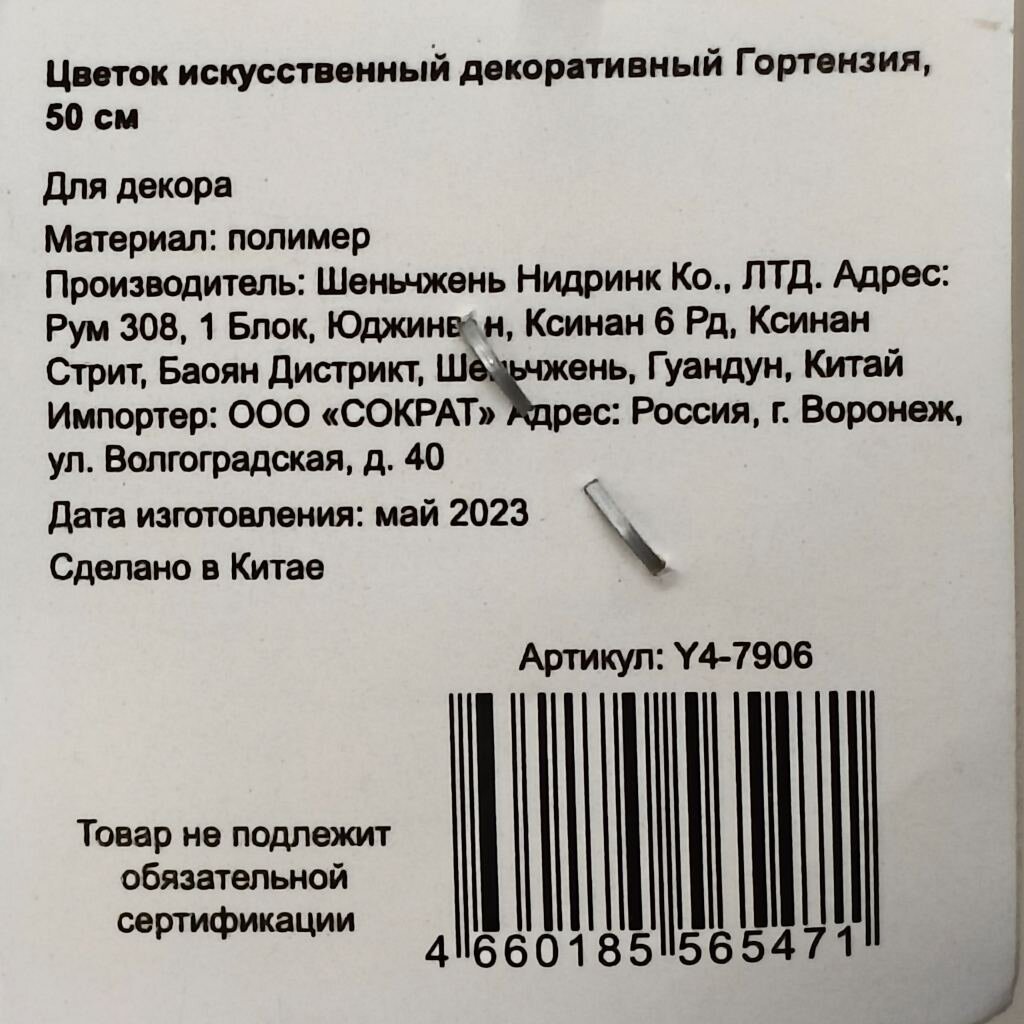 Цветок искусственный декоративный Гортензия,
50 см
Для декора
Материал: полимер
Производитель: Шеньчжень Нидринк Ко., ЛТД. Адрес:
Рум 308, 1 Блок, Ксинан 6 Рд, Ксинан
Стрит, Баоян Дистрикт, Шеньчжень, Гуандун, Китай
Импортер: ООО «СОКРАТ» Адрес: Россия, г. Воронеж,
ул. Волгоградская, д. 40
Дата изготовления: май 2023
Сделано в Китае
Артикул: Y4-7906
Товар не подлежит
обязательной
сертификации
4 660185 565471